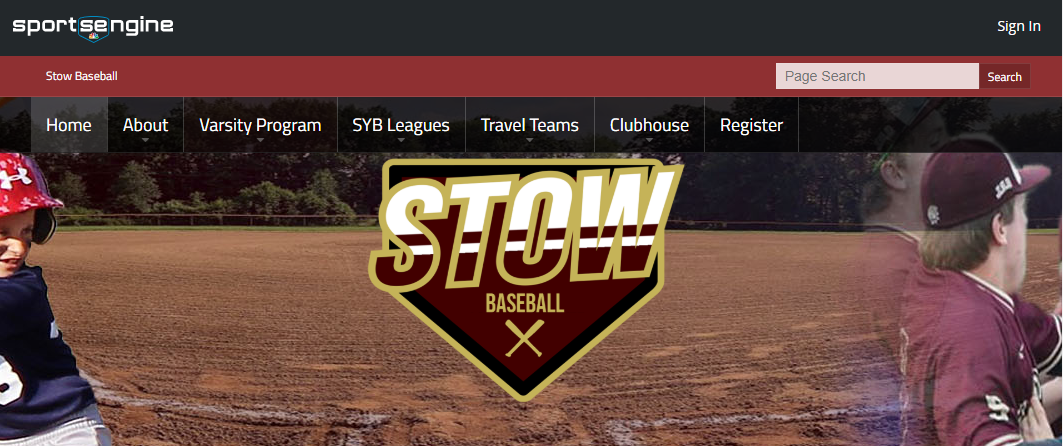 sportsengine
Sign In
Stow Baseball
Page Search
Search
Home
About
Varsity Program
SYB Leagues
Travel Teams
Clubhouse
Register
STOW
BASEBALL